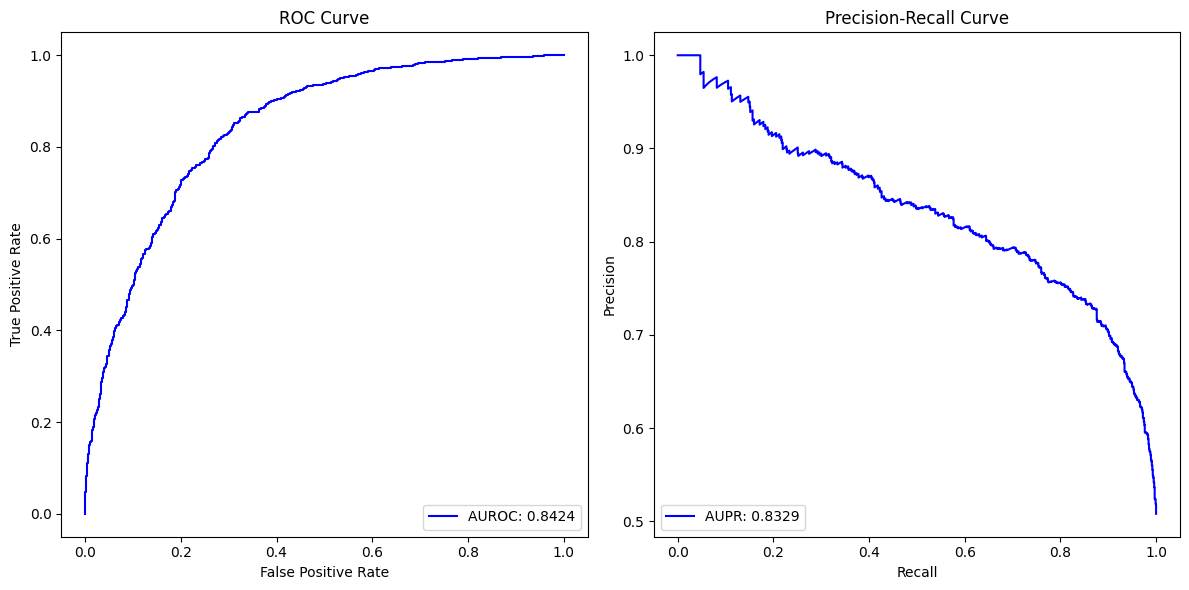 ROC Curve
1.0
0.8
0.6
0.4
0.2
0.0
True Positive Rate
0.0 0.2 0.4 0.6 0.8 1.0
False Positive Rate
AUROC: 0.8424
Precision-Recall Curve
1.0
0.9
0.8
0.7
0.6
0.5
Precision
0.0 0.2 0.4 0.6 0.8 1.0
Recall
AUPR: 0.8329